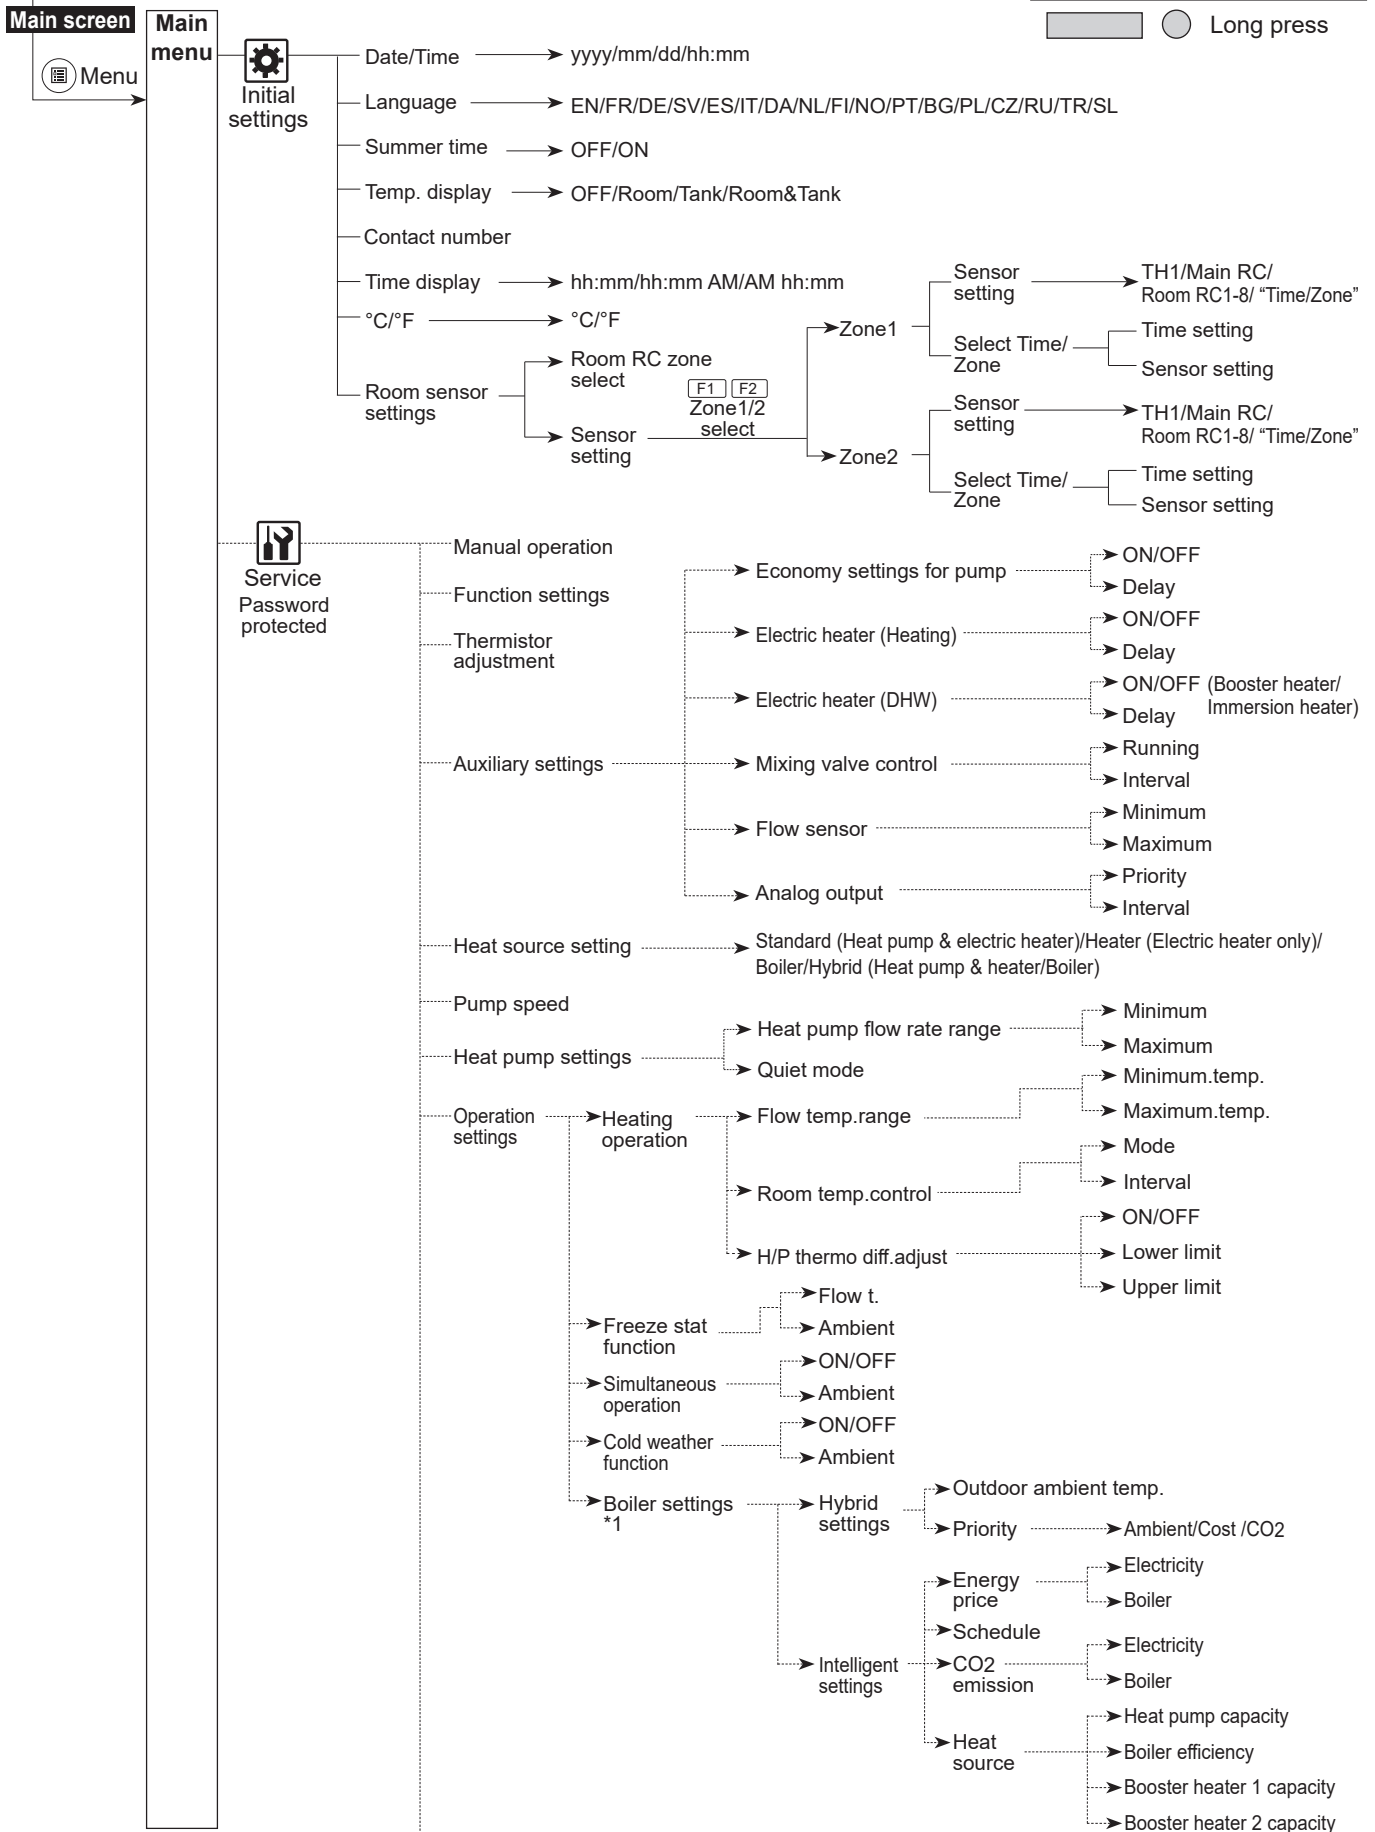 Main screen
Main
menu
Long press
Menu
Initial
settings
Date/Time
yyyy/mm/dd/hh:mm
Language
EN/FR/DE/SV/ES/IT/DA/NL/FI/NO/PT/BG/PL/CZ/RU/TR/SL
Summer time
OFF/ON
Temp. display
OFF/Room/Tank/Room&Tank
Contact number
Time display
hh:mm/hh:mm AM/AM hh:mm
°C/°F
°C/°F
Room sensor
settings
Room RC zone
select
Sensor
setting
F1 F2
Zone1/2
select
Zone1
Sensor
setting
TH1/Main RC/
Room RC1-8/ “Time/Zone”
Select Time/
Zone
Time setting
Sensor setting
Zone2
Sensor
setting
TH1/Main RC/
Room RC1-8/ “Time/Zone”
Select Time/
Zone
Time setting
Sensor setting
Service
Password
protected
Manual operation
Function settings
Thermistor
adjustment
Auxiliary settings
Economy settings for pump
ON/OFF
Delay
Electric heater (Heating)
ON/OFF
Delay
Electric heater (DHW)
ON/OFF (Booster heater/
Immersion heater)
Delay
Mixing valve control
Running
Interval
Flow sensor
Minimum
Maximum
Analog output
Priority
Interval
Heat source setting
Standard (Heat pump & electric heater)/Heater (Electric heater only)/
Boiler/Hybrid (Heat pump & heater/Boiler)
Pump speed
Heat pump settings
Heat pump flow rate range
Minimum
Maximum
Quiet mode
Operation
settings
Heating
operation
Flow temp.range
Minimum.temp.
Maximum.temp.
Room temp.control
Mode
Interval
H/P thermo diff.adjust
ON/OFF
Lower limit
Upper limit
Freeze stat
function
Flow t.
Ambient
Simultaneous
operation
ON/OFF
Ambient
Cold weather
function
ON/OFF
Ambient
Boiler settings
*1
Hybrid
settings
Outdoor ambient temp.
Priority
Ambient/Cost /CO2
Intelligent
settings
Energy
price
Electricity
Boiler
Schedule
CO2
emission
Electricity
Boiler
Heat
source
Heat pump capacity
Boiler efficiency
Booster heater 1 capacity
Booster heater 2 capacity